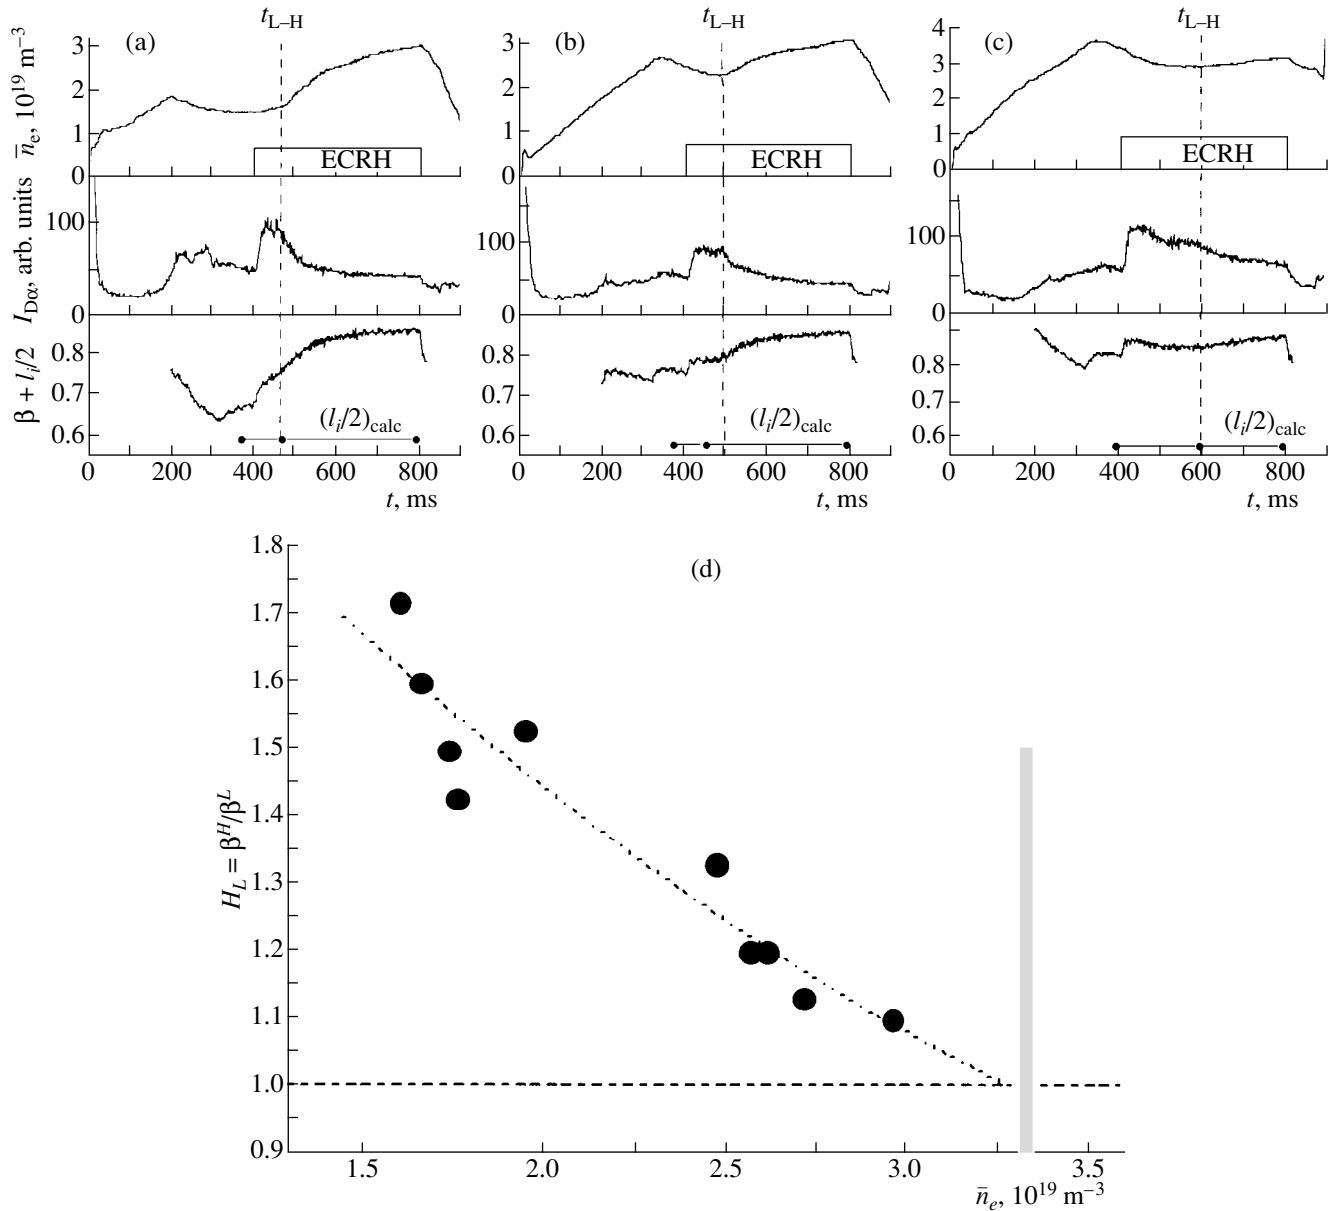 t_L–H
t_L–H
t_L–H
(a)
(b)
(c)
n̄_e, 10^19 m^–3
3
2
1
0
3
2
1
0
4
3
2
1
0
ECRH
ECRH
ECRH
I_Dα, arb. units
100
0
100
0
100
0
β + l_i/2
0.8
0.7
0.6
0.8
0.7
0.6
0.8
0.6
(l_i/2)_calc
(l_i/2)_calc
(l_i/2)_calc
0 200 400 600 800
0 200 400 600 800
0 200 400 600 800
t, ms
t, ms
t, ms
(d)
H_L = β^H/β^L
1.8
1.7
1.6
1.5
1.4
1.3
1.2
1.1
1.0
0.9
1.5 2.0 2.5 3.0 3.5
n̄_e, 10^19 m^–3